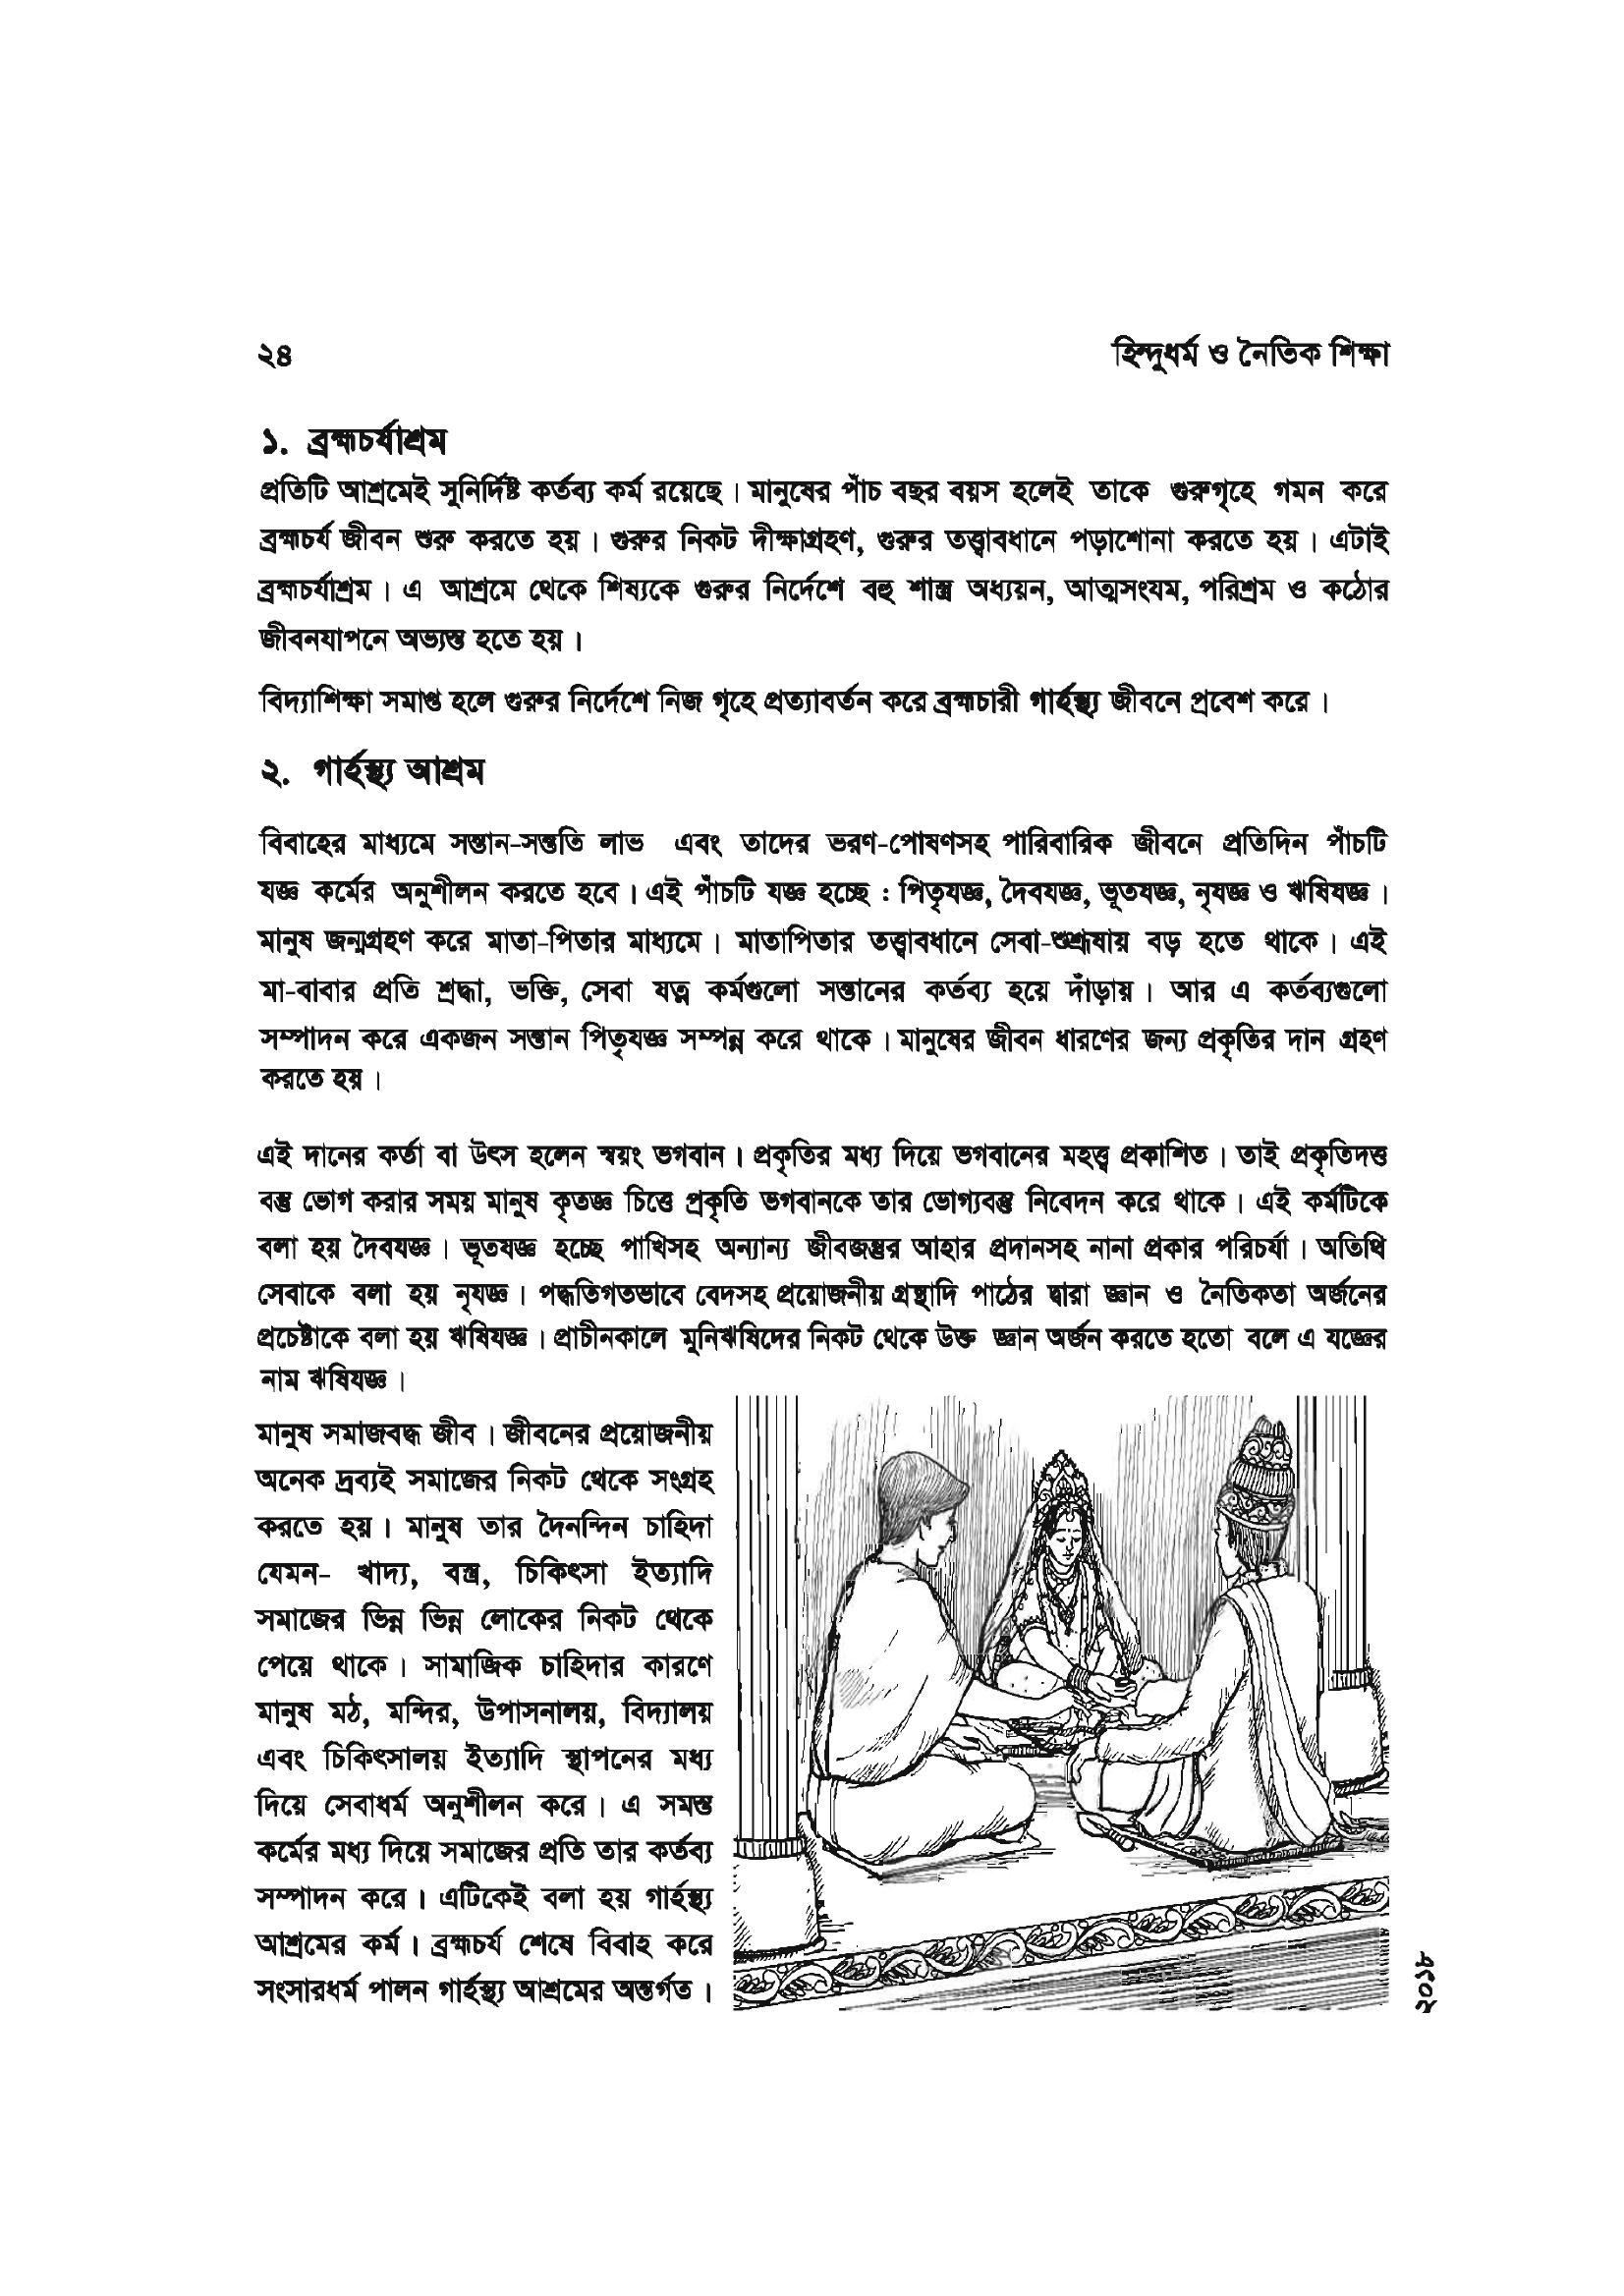 ২৪ হিন্দুধর্ম ও নৈতিক শিক্ষা
১. ব্রহ্মচর্যাশ্রম
প্রতিটি আশ্রমেই সুনির্দিষ্ট কর্তব্য কর্ম রয়েছে। মানুষের পাঁচ বছর বয়স হলেই তাকে গুরুগৃহে গমন করে
ব্রহ্মচর্য জীবন শুরু করতে হয়। গুরুর নিকট দীক্ষাগ্রহণ, গুরুর তত্ত্বাবধানে পড়াশোনা করতে হয়। এটাই
ব্রহ্মচর্যাশ্রম। এ আশ্রমে থেকে শিষ্যকে গুরুর নির্দেশে বহু শাস্ত্র অধ্যয়ন, আত্মসংযম, পরিশ্রম ও কঠোর
জীবনযাপনে অভ্যস্ত হতে হয়।
বিদ্যাশিক্ষা সমাপ্ত হলে গুরুর নির্দেশে নিজ গৃহে প্রত্যাবর্তন করে ব্রহ্মচারী গার্হস্থ্য জীবনে প্রবেশ করে।
২. গার্হস্থ্য আশ্রম
বিবাহের মাধ্যমে সন্তান-সন্ততি লাভ এবং তাদের ভরণ-পোষণসহ পারিবারিক জীবনে প্রতিদিন পাঁচটি
যজ্ঞ কর্মের অনুশীলন করতে হবে। এই পাঁচটি যজ্ঞ হচ্ছে : পিতৃযজ্ঞ, দৈবযজ্ঞ, ভূতযজ্ঞ, নৃযজ্ঞ ও ঋষিযজ্ঞ।
মানুষ জন্মগ্রহণ করে মাতা-পিতার মাধ্যমে। মাতাপিতার তত্ত্বাবধানে সেবা-শুশ্রূষায় বড় হতে থাকে। এই
মা-বাবার প্রতি শ্রদ্ধা, ভক্তি, সেবা যত্ন কর্মগুলো সন্তানের কর্তব্য হয়ে দাঁড়ায়। আর এ কর্তব্যগুলো
সম্পাদন করে একজন সন্তান পিতৃযজ্ঞ সম্পন্ন করে থাকে। মানুষের জীবন ধারণের জন্য প্রকৃতির দান গ্রহণ
করতে হয়।
এই দানের কর্তা বা উৎস হলেন স্বয়ং ভগবান। প্রকৃতির মধ্য দিয়ে ভগবানের মহত্ত্ব প্রকাশিত। তাই প্রকৃতিদত্ত
বস্তু ভোগ করার সময় মানুষ কৃতজ্ঞ চিত্তে প্রকৃতি ভগবানকে তার ভোগ্যবস্তু নিবেদন করে থাকে। এই কর্মটিকে
বলা হয় দৈবযজ্ঞ। ভূতযজ্ঞ হচ্ছে পাখিসহ অন্যান্য জীবজন্তুর আহার প্রদানসহ নানা প্রকার পরিচর্যা। অতিথি
সেবাকে বলা হয় নৃযজ্ঞ। পদ্ধতিগতভাবে বেদসহ প্রয়োজনীয় গ্রন্থাদি পাঠের দ্বারা জ্ঞান ও নৈতিকতা অর্জনের
প্রচেষ্টাকে বলা হয় ঋষিযজ্ঞ। প্রাচীনকালে মুনিঋষিদের নিকট থেকে উক্ত জ্ঞান অর্জন করতে হতো বলে এ যজ্ঞের
নাম ঋষিযজ্ঞ।
মানুষ সমাজবদ্ধ জীব। জীবনের প্রয়োজনীয়
অনেক দ্রব্যই সমাজের নিকট থেকে সংগ্রহ
করতে হয়। মানুষ তার দৈনন্দিন চাহিদা
যেমন- খাদ্য, বস্ত্র, চিকিৎসা ইত্যাদি
সমাজের ভিন্ন ভিন্ন লোকের নিকট থেকে
পেয়ে থাকে। সামাজিক চাহিদার কারণে
মানুষ মঠ, মন্দির, উপাসনালয়, বিদ্যালয়
এবং চিকিৎসালয় ইত্যাদি স্থাপনের মধ্য
দিয়ে সেবাধর্ম অনুশীলন করে। এ সমস্ত
কর্মের মধ্য দিয়ে সমাজের প্রতি তার কর্তব্য
সম্পাদন করে। এটিকেই বলা হয় গার্হস্থ্য
আশ্রমের কর্ম। ব্রহ্মচর্য শেষে বিবাহ করে
সংসারধর্ম পালন গার্হস্থ্য আশ্রমের অন্তর্গত।
২০১৮